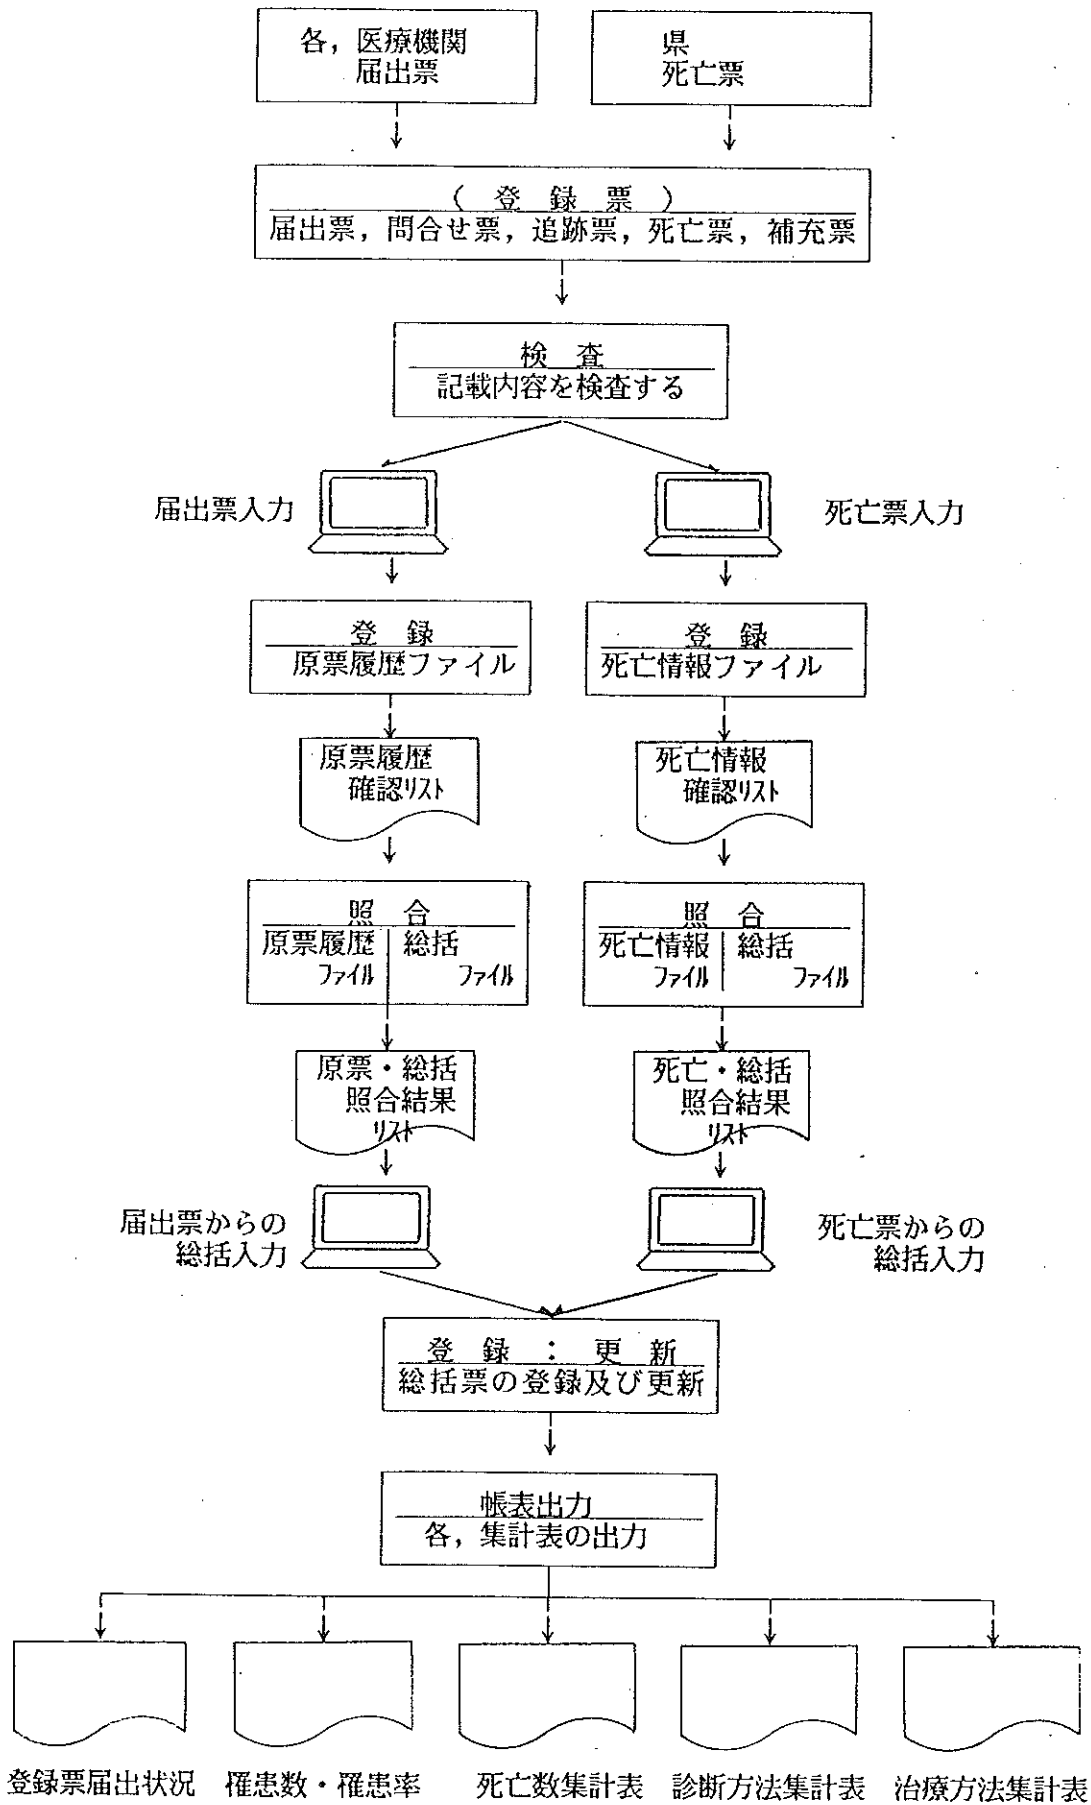 各，医療機関
届出票
県
死亡票
（ 登 録 票 ）
届出票，問合せ票，追跡票，死亡票，補充票
検 査
記載内容を検査する
届出票入力
死亡票入力
登 録
原票履歴ファイル
登 録
死亡情報ファイル
原票履歴
確認リスト
死亡情報
確認リスト
照 合
原票履歴 総括
ファイル ファイル
照 合
死亡情報 総括
ファイル ファイル
原票・総括
照合結果
リスト
死亡・総括
照合結果
リスト
届出票からの
総括入力
死亡票からの
総括入力
登 録 ： 更 新
総括票の登録及び更新
帳表出力
各，集計表の出力
登録票届出状況
罹患数・罹患率
死亡数集計表
診断方法集計表
治療方法集計表